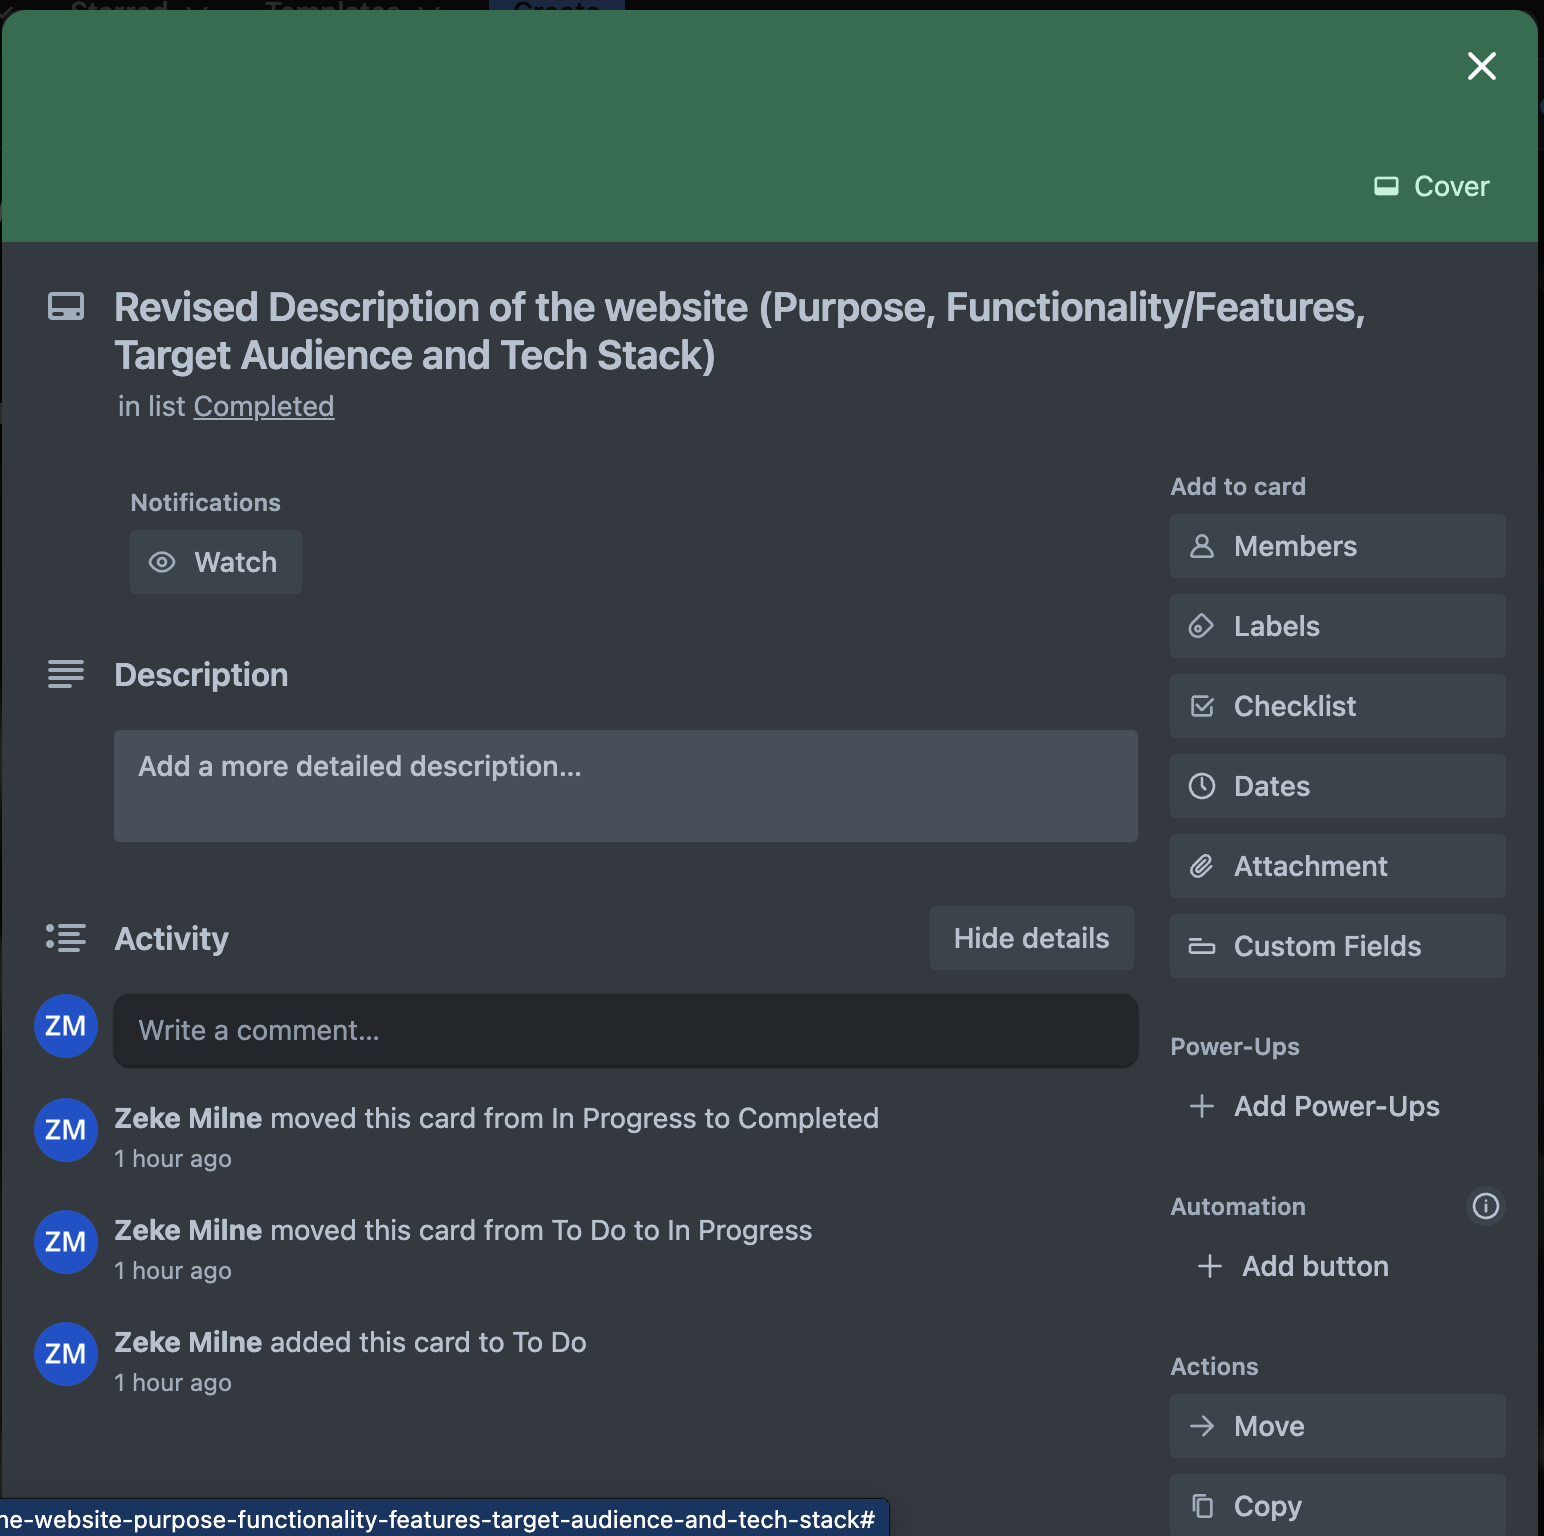 Starred
Templates
Create
Cover
Revised Description of the website (Purpose, Functionality/Features,
Target Audience and Tech Stack)
in list Completed
Notifications
Watch
Description
Add a more detailed description...
Activity
Hide details
ZM
Write a comment...
ZM
Zeke Milne moved this card from In Progress to Completed
1 hour ago
ZM
Zeke Milne moved this card from To Do to In Progress
1 hour ago
ZM
Zeke Milne added this card to To Do
1 hour ago
Add to card
Members
Labels
Checklist
Dates
Attachment
Custom Fields
Power-Ups
Add Power-Ups
Automation
Add button
Actions
Move
Copy
he-website-purpose-functionality-features-target-audience-and-tech-stack#